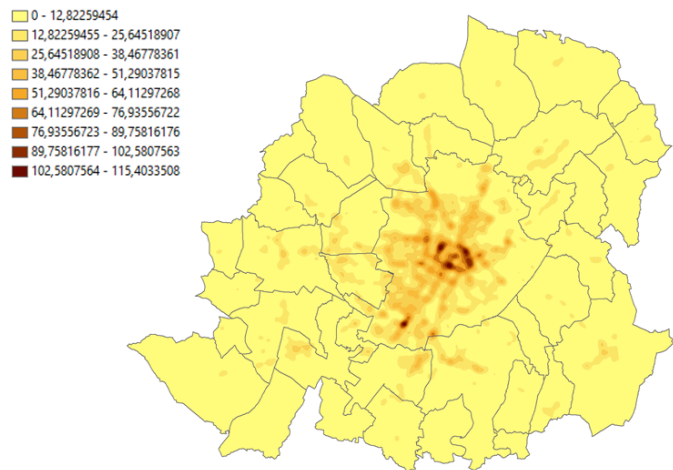 0 - 12,82259454
12,82259455 - 25,64518907
25,64518908 - 38,46778361
38,46778362 - 51,29037815
51,29037816 - 64,11297268
64,11297269 - 76,93556722
76,93556723 - 89,75816176
89,75816177 - 102,5807563
102,5807564 - 115,4033508